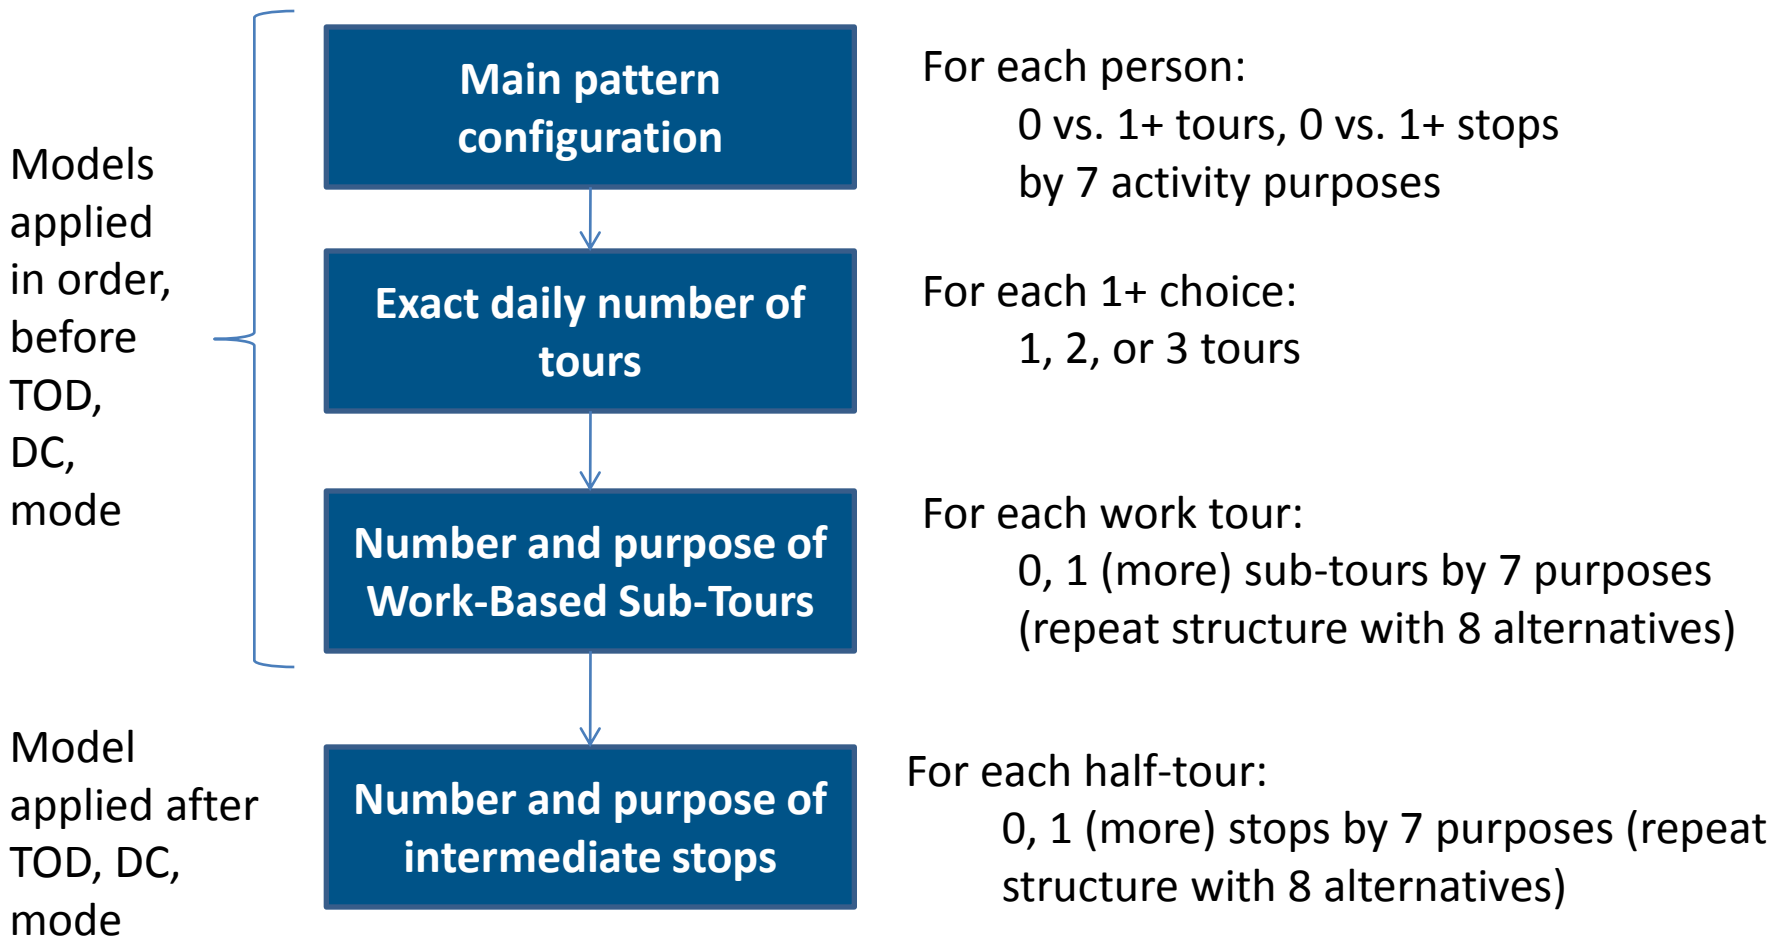 Models
applied
in order,
before
TOD,
DC,
mode
Main pattern
configuration
For each person:
0 vs. 1+ tours, 0 vs. 1+ stops
by 7 activity purposes
Exact daily number of
tours
For each 1+ choice:
1, 2, or 3 tours
Number and purpose of
Work-Based Sub-Tours
For each work tour:
0, 1 (more) sub-tours by 7 purposes
(repeat structure with 8 alternatives)
Model
applied after
TOD, DC,
mode
Number and purpose of
intermediate stops
For each half-tour:
0, 1 (more) stops by 7 purposes (repeat
structure with 8 alternatives)